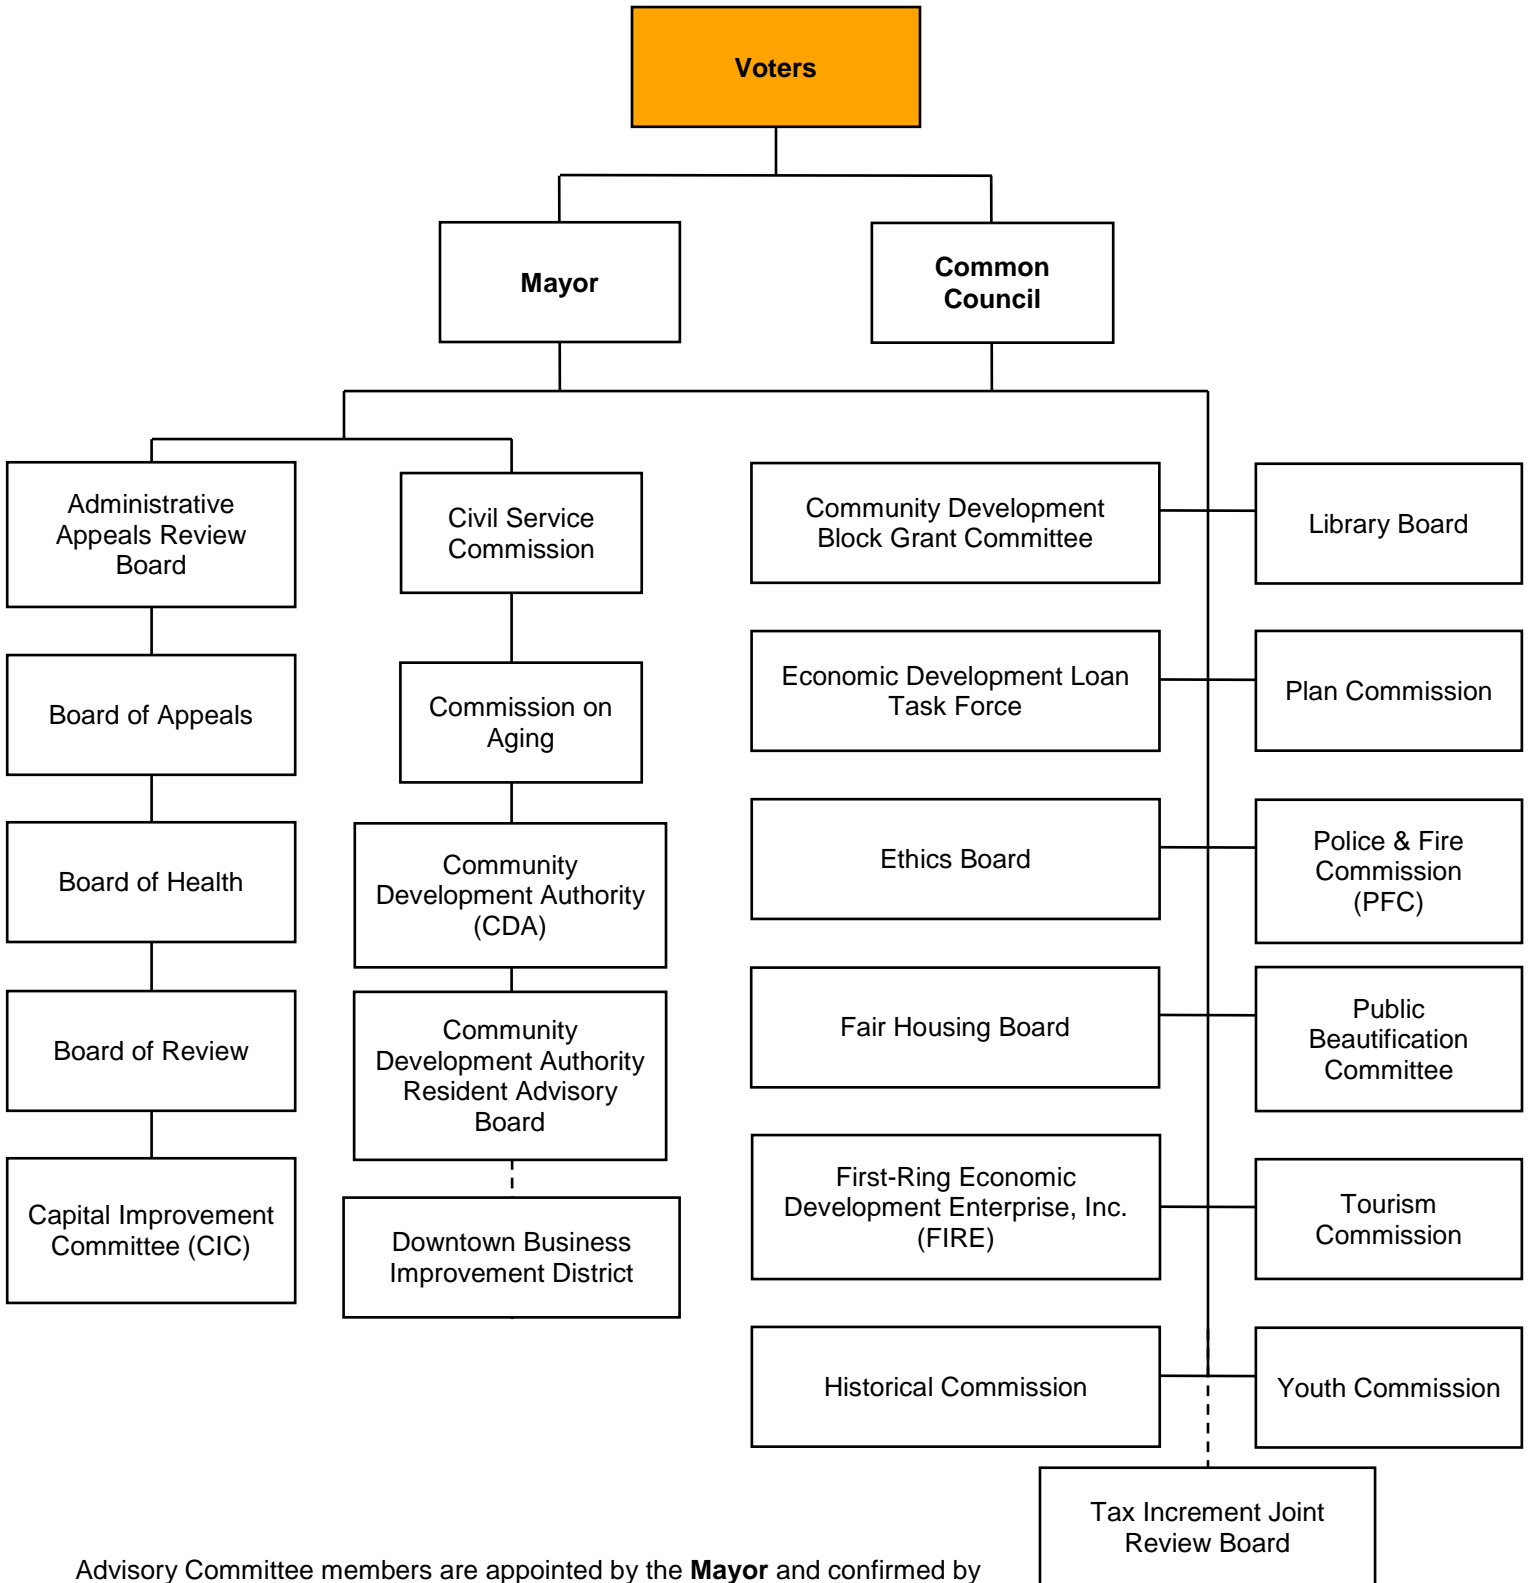 Voters
Mayor
Common
Council
Administrative
Appeals Review
Board
Board of Appeals
Board of Health
Board of Review
Capital Improvement
Committee (CIC)
Civil Service
Commission
Commission on
Aging
Community
Development Authority
(CDA)
Community
Development Authority
Resident Advisory
Board
Downtown Business
Improvement District
Community Development
Block Grant Committee
Economic Development Loan
Task Force
Ethics Board
Fair Housing Board
First-Ring Economic
Development Enterprise, Inc.
(FIRE)
Historical Commission
Library Board
Plan Commission
Police & Fire
Commission
(PFC)
Public
Beautification
Committee
Tourism
Commission
Youth Commission
Tax Increment Joint
Review Board
Advisory Committee members are appointed by the Mayor and confirmed by